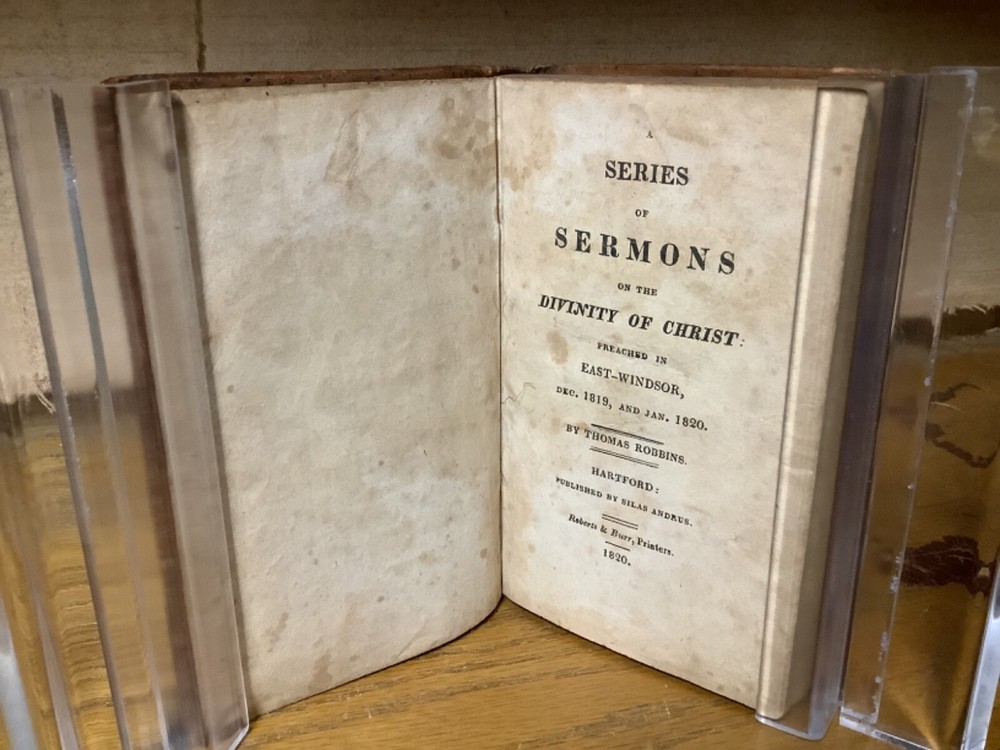 A
SERIES
OF
SERMONS
ON THE
DIVINITY OF CHRIST:
PREACHED IN
EAST-WINDSOR,
DEC. 1819, AND JAN. 1820.
BY THOMAS ROBBINS.
HARTFORD:
PUBLISHED BY SILAS ANDRUS.
Roberts & Burr, Printers.
1820.